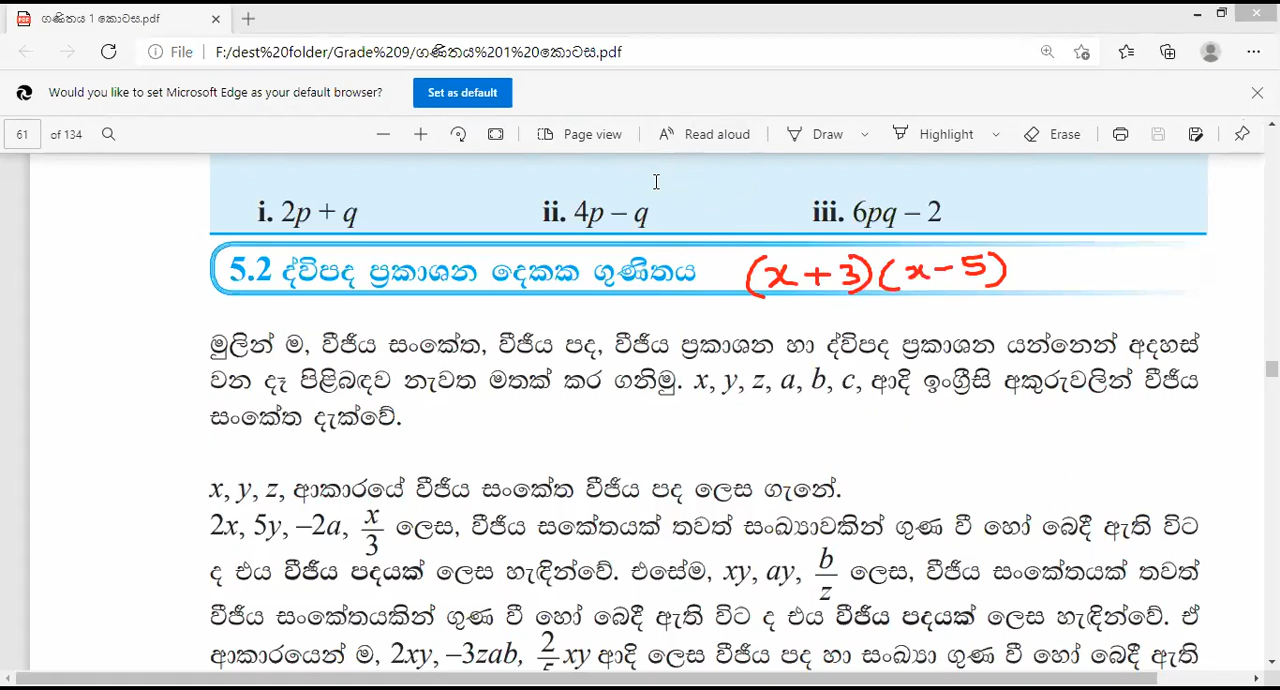 ගණිතය 1 කොටස.pdf
File F:/dest%20folder/Grade%209/ගණිතය%201%20කොටස.pdf
Would you like to set Microsoft Edge as your default browser? Set as default
61 of 134 Page view Read aloud Draw Highlight Erase
i. 2p + q ii. 4p – q iii. 6pq – 2
5.2 ද්විපද ප්‍රකාශන දෙකක ගුණිතය (x + 3)(x – 5)
මුලින් ම, වීජීය සංකේත, වීජීය පද, වීජීය ප්‍රකාශන හා ද්විපද ප්‍රකාශන යන්නෙන් අදහස්
වන දෑ පිළිබඳව නැවත මතක් කර ගනිමු. x, y, z, a, b, c, ආදි ඉංග්‍රීසි අකුරුවලින් වීජීය
සංකේත දැක්වේ.
x, y, z, ආකාරයේ වීජීය සංකේත වීජීය පද ලෙස ගැනේ.
2x, 5y, –2a, x/3 ලෙස, වීජීය සකේතයක් තවත් සංඛ්‍යාවකින් ගුණ වී හෝ බෙදී ඇති විට
ද එය වීජීය පදයක් ලෙස හැඳින්වේ. එසේම, xy, ay, b/z ලෙස, වීජීය සංකේතයක් තවත්
වීජීය සංකේතයකින් ගුණ වී හෝ බෙදී ඇති විට ද එය වීජීය පදයක් ලෙස හැඳින්වේ. ඒ
ආකාරයෙන් ම, 2xy, –3zab, 2/5 xy ආදි ලෙස වීජීය පද හා සංඛ්‍යා ගුණ වී හෝ බෙදී ඇති